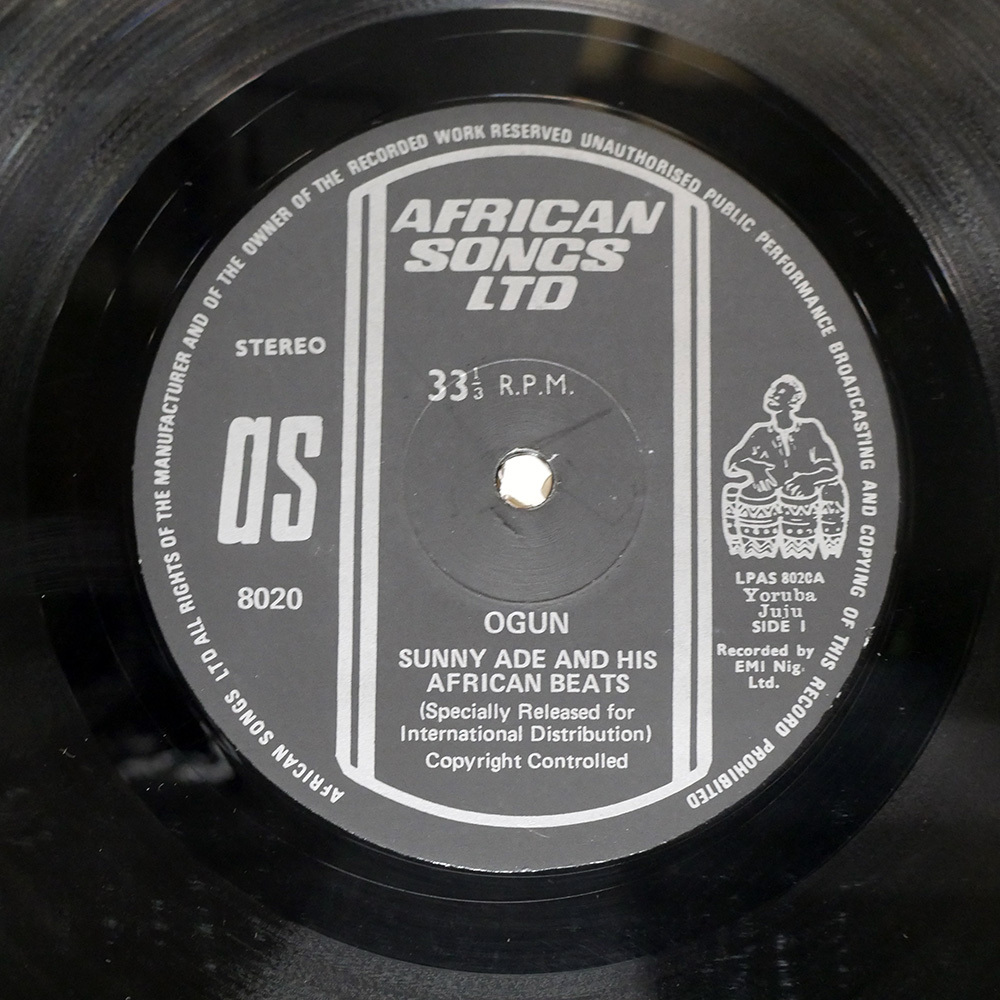 AFRICAN SONGS LTD ALL RIGHTS OF THE MANUFACTURER AND OF THE OWNER OF THE RECORDED WORK RESERVED UNAUTHORISED PUBLIC PERFORMANCE BROADCASTING AND COPYING OF THIS RECORD PROHIBITED
AFRICAN
SONGS
LTD
STEREO
33⅓ R.P.M.
as
8020
LPAS 8020A
Yoruba
Juju
SIDE 1
Recorded by
EMI Nig.
Ltd.
OGUN
SUNNY ADE AND HIS
AFRICAN BEATS
(Specially Released for
International Distribution)
Copyright Controlled